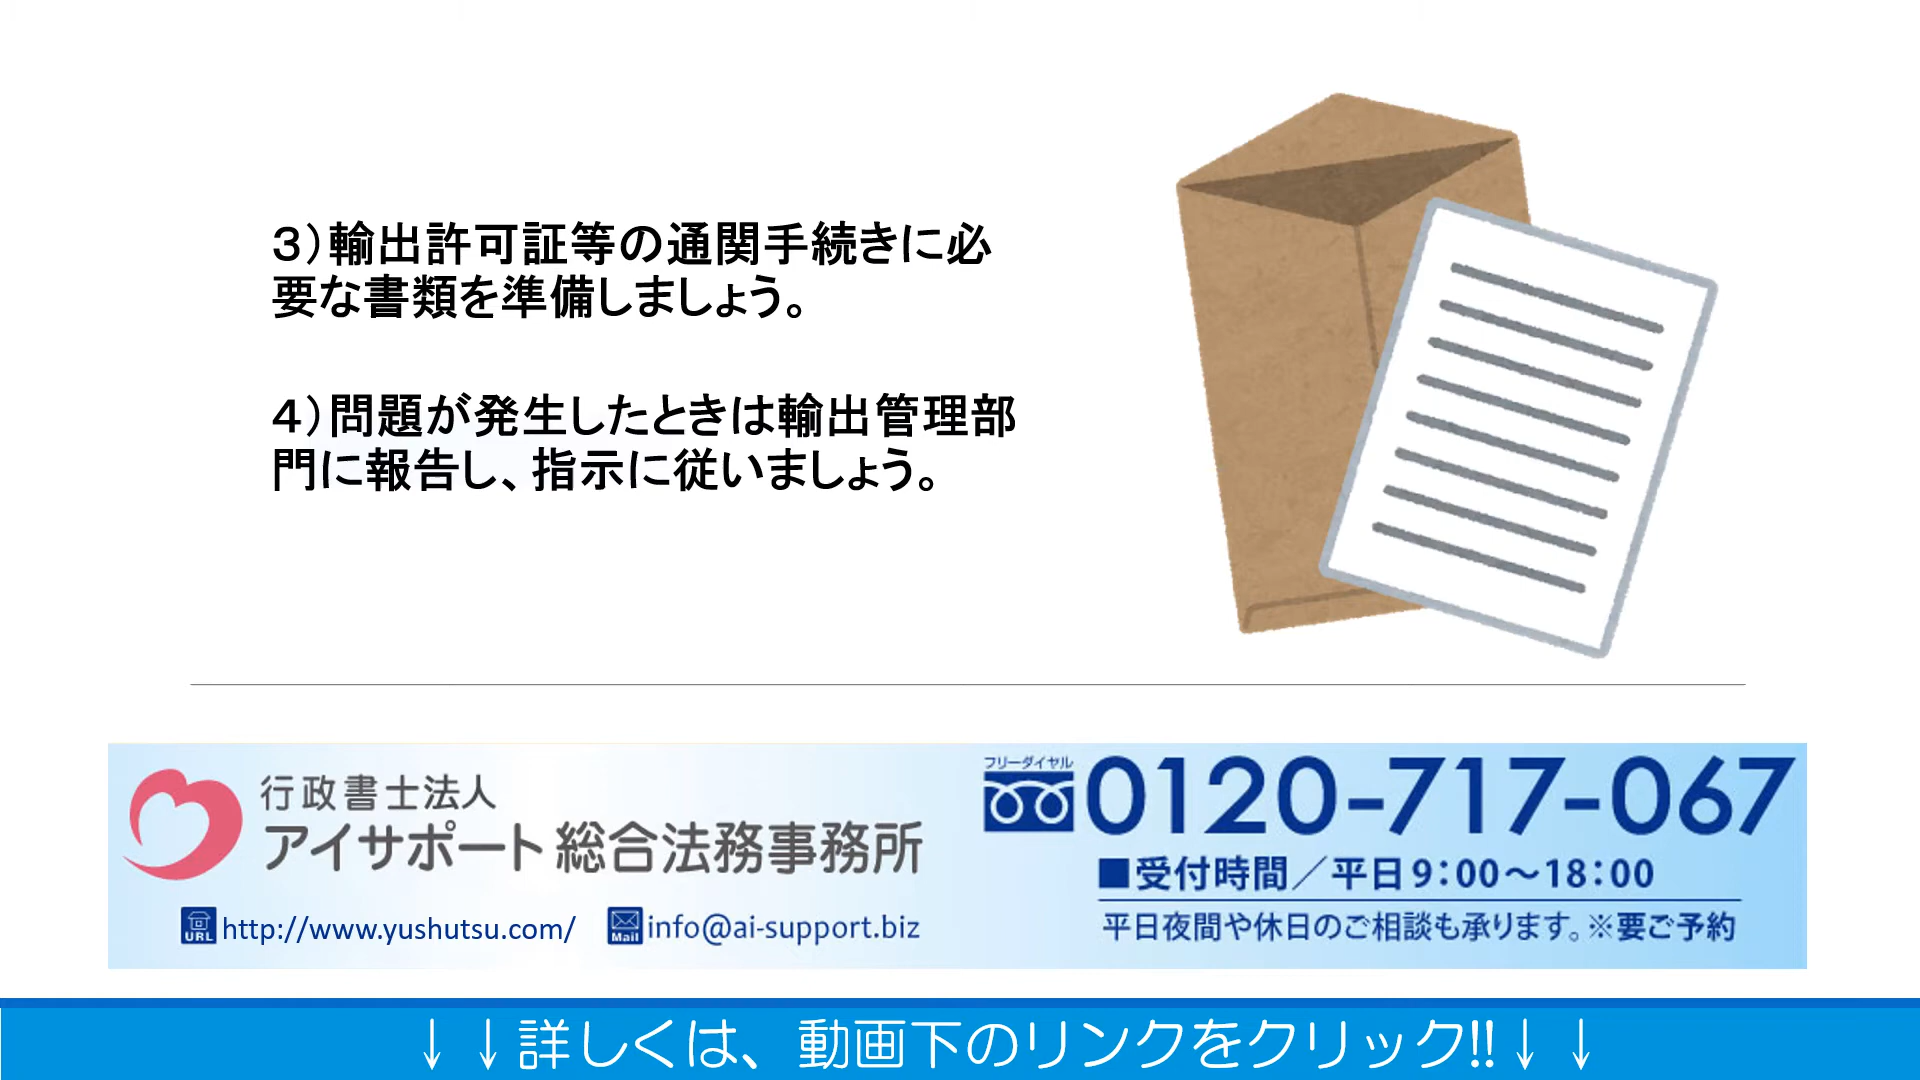 ３）輸出許可証等の通関手続きに必
要な書類を準備しましょう。
４）問題が発生したときは輸出管理部
門に報告し、指示に従いましょう。
行政書士法人
アイサポート総合法務事務所
URL http://www.yushutsu.com/ Mail info@ai-support.biz
フリーダイヤル
0120-717-067
■受付時間／平日9：00～18：00
平日夜間や休日のご相談も承ります。※要ご予約
↓↓詳しくは、動画下のリンクをクリック!!↓↓